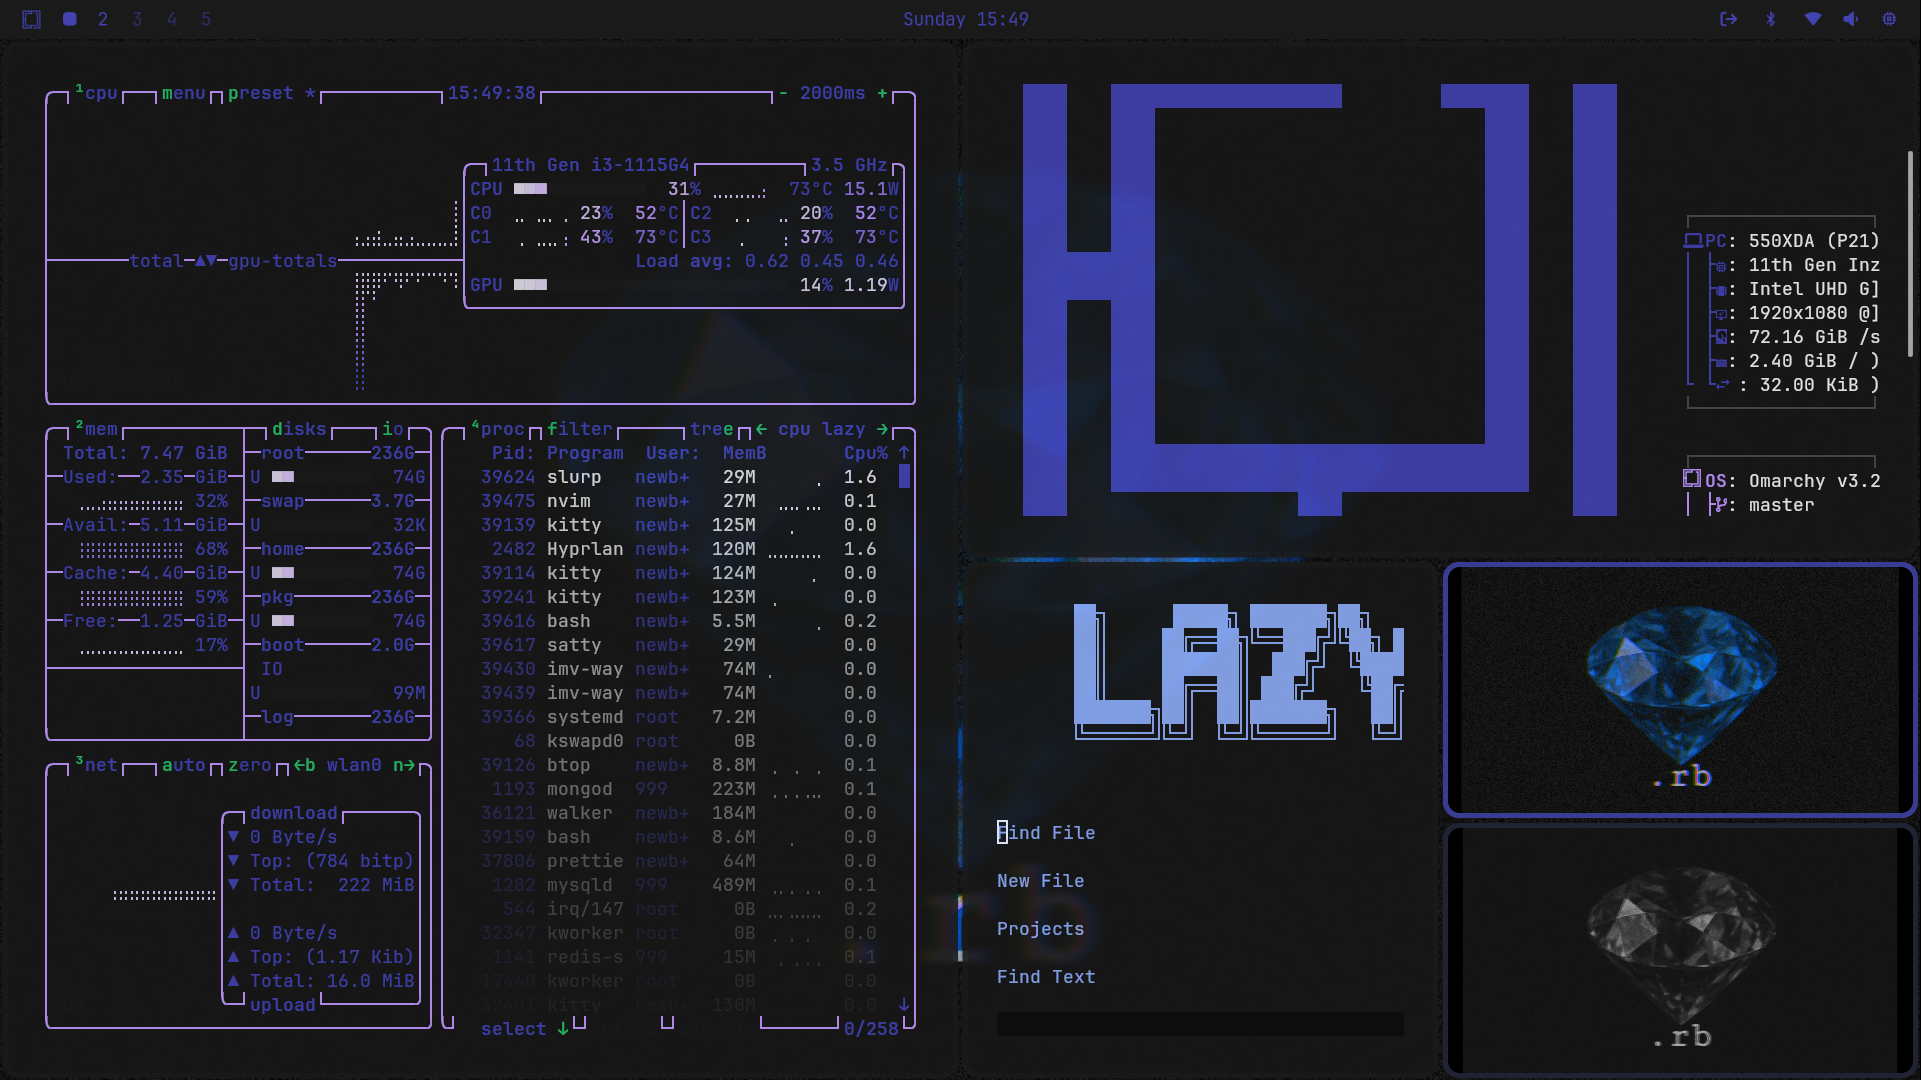 2 3 4 5
Sunday 15:49
1cpu menu preset * 15:49:38 - 2000ms +
11th Gen i3-1115G4 3.5 GHz
CPU 31% 73°C 15.1W
C0 23% 52°C C2 20% 52°C
C1 43% 73°C C3 37% 73°C
total ▲▼ gpu-totals
Load avg: 0.62 0.45 0.46
GPU 14% 1.19W
2mem disks io
Total: 7.47 GiB
Used: 2.35 GiB
32%
Avail: 5.11 GiB
68%
Cache: 4.40 GiB
59%
Free: 1.25 GiB
17%
root 236G
U 74G
swap 3.7G
U 32K
home 236G
U 74G
pkg 236G
U 74G
boot 2.0G
IO
U 99M
log 236G
3net auto zero ←b wlan0 n→
download
▼ 0 Byte/s
▼ Top: (784 bitp)
▼ Total: 222 MiB
▲ 0 Byte/s
▲ Top: (1.17 Kib)
▲ Total: 16.0 MiB
upload
4proc filter tree ← cpu lazy →
Pid: Program User: MemB Cpu% ↑
39624 slurp newb+ 29M 1.6
39475 nvim newb+ 27M 0.1
39139 kitty newb+ 125M 0.0
2482 Hyprlan newb+ 120M 1.6
39114 kitty newb+ 124M 0.0
39241 kitty newb+ 123M 0.0
39616 bash newb+ 5.5M 0.2
39617 satty newb+ 29M 0.0
39430 imv-way newb+ 74M 0.0
39439 imv-way newb+ 74M 0.0
39366 systemd root 7.2M 0.0
68 kswapd0 root 0B 0.0
39126 btop newb+ 8.8M 0.1
1193 mongod 999 223M 0.1
36121 walker newb+ 184M 0.0
39159 bash newb+ 8.6M 0.0
37806 prettie newb+ 64M 0.0
1282 mysqld 999 489M 0.1
544 irq/147 root 0B 0.2
32347 kworker root 0B 0.0
1141 redis-s 999 15M 0.1
17440 kworker root 0B 0.0
32401 kitty newb+ 130M 0.0
select ↓ 0/258
PC: 550XDA (P21)
: 11th Gen Inz
: Intel UHD G]
: 1920x1080 @]
: 72.16 GiB /s
: 2.40 GiB / )
: 32.00 KiB )
OS: Omarchy v3.2
: master
LAZY
Find File
New File
Projects
Find Text
.rb
.rb